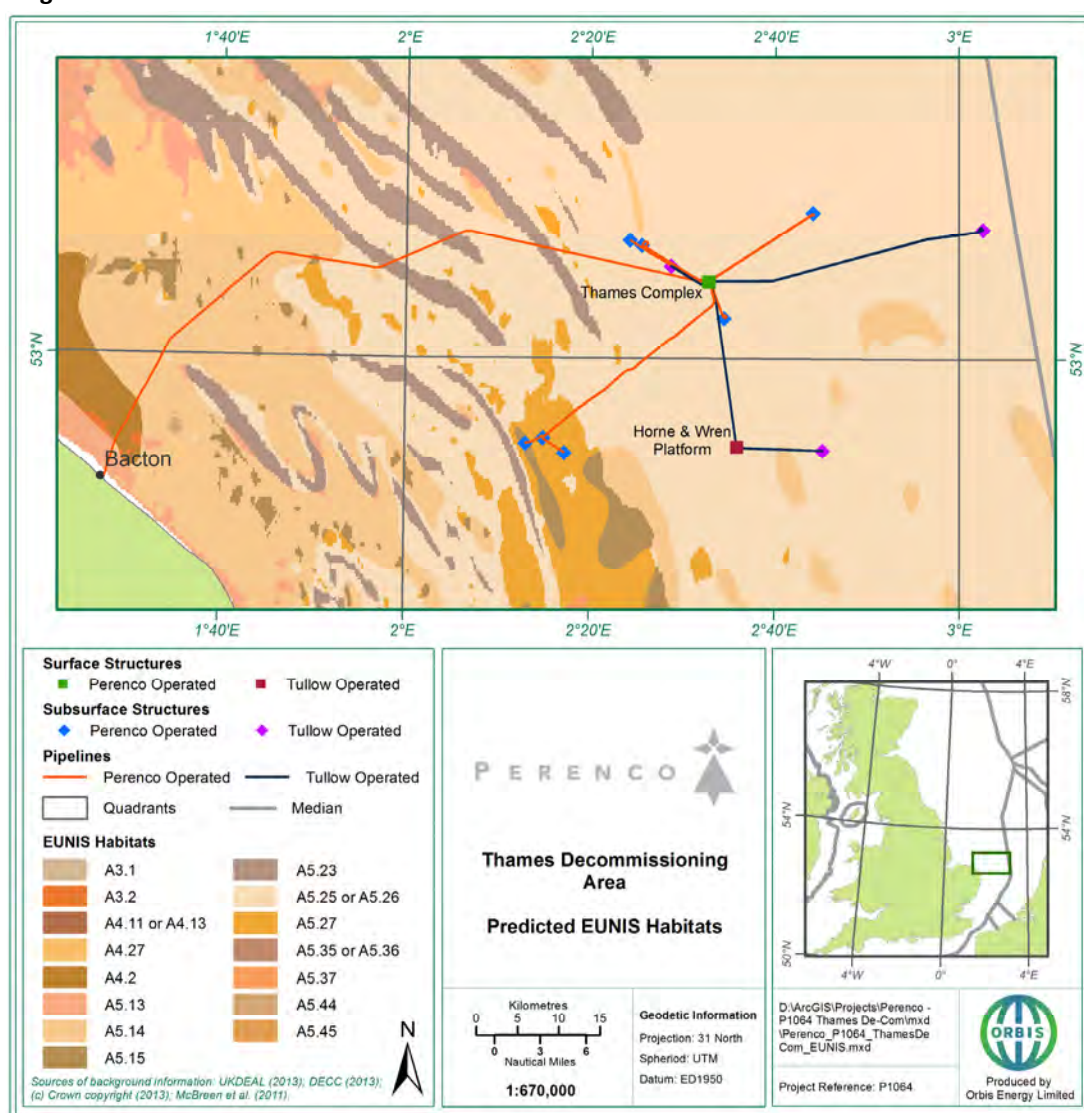 1°40'E 2°E 2°20'E 2°40'E 3°E
53°N
53°N
Thames Complex
Horne & Wren
Platform
Bacton
1°40'E 2°E 2°20'E 2°40'E 3°E
Surface Structures
Perenco Operated Tullow Operated
Subsurface Structures
Perenco Operated Tullow Operated
Pipelines
Perenco Operated Tullow Operated
Quadrants Median
EUNIS Habitats
A3.1 A5.23
A3.2 A5.25 or A5.26
A4.11 or A4.13 A5.27
A4.27 A5.35 or A5.36
A4.2 A5.37
A5.13 A5.44
A5.14 A5.45
A5.15
N
Sources of background information: UKDEAL (2013); DECC (2013);
(c) Crown copyright (2013); McBreen et al. (2011).
PERENCO
Thames Decommissioning
Area
Predicted EUNIS Habitats
Kilometres
0 5 10 15
0 3 6
Nautical Miles
1:670,000
Geodetic Information
Projection: 31 North
Spheriod: UTM
Datum: ED1950
4°W 0° 4°E
58°N
54°N
54°N
50°N
50°N
4°W 0° 4°E
D:\ArcGIS\Projects\Perenco -
P1064 Thames De-Com\mxd
\Perenco_P1064_ThamesDe
Com_EUNIS.mxd
Project Reference: P1064
ORBIS
Produced by
Orbis Energy Limited